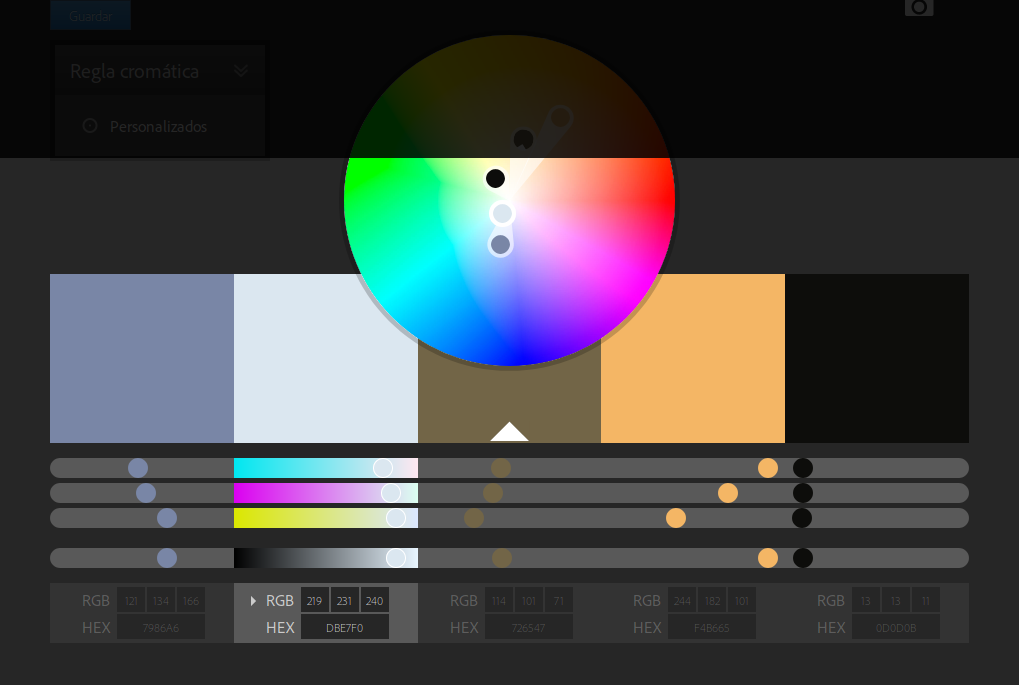 Guardar
Regla cromática
Personalizados
RGB 121 134 166 RGB 219 231 240 RGB 114 101 71 RGB 244 182 101 RGB 13 13 11
HEX 7986A6 HEX DBE7F0 HEX 726547 HEX F4B665 HEX 0D0D0B